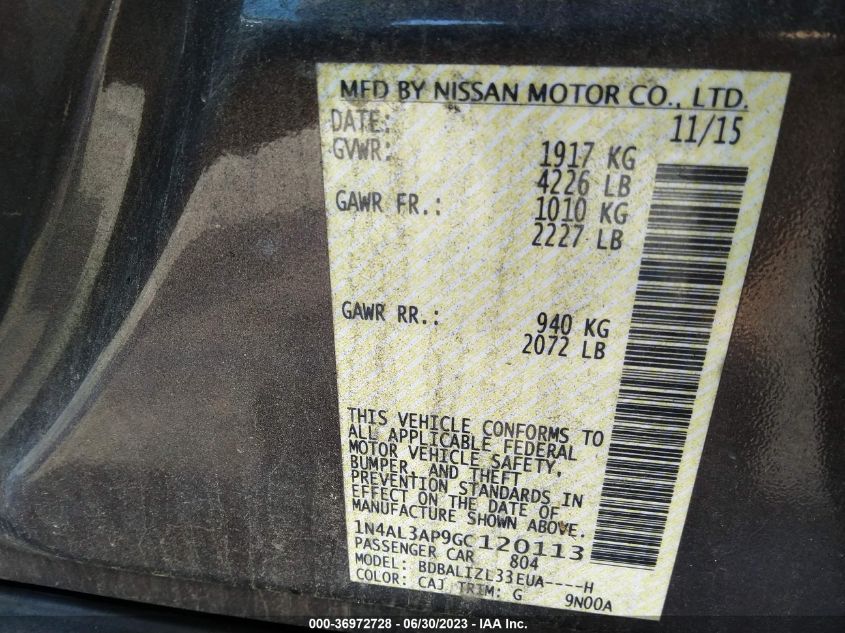 MFD BY NISSAN MOTOR CO., LTD.
DATE: 11/15
GVWR: 1917 KG
4226 LB
GAWR FR.: 1010 KG
2227 LB
GAWR RR.: 940 KG
2072 LB
THIS VEHICLE CONFORMS TO
ALL APPLICABLE FEDERAL
MOTOR VEHICLE SAFETY,
BUMPER, AND THEFT
PREVENTION STANDARDS IN
EFFECT ON THE DATE OF
MANUFACTURE SHOWN ABOVE.
1N4AL3AP9GC120113
PASSENGER CAR 804
MODEL: BDBALIZL33EUA----H
COLOR: CAJ TRIM: G 9N00A
000-36972728 - 06/30/2023 - IAA Inc.